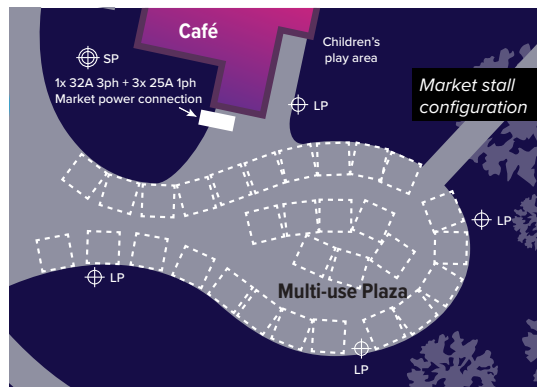 Café
Children's
play area
SP
1x 32A 3ph + 3x 25A 1ph
Market power connection
LP
Market stall
configuration
LP
LP
Multi-use Plaza
LP